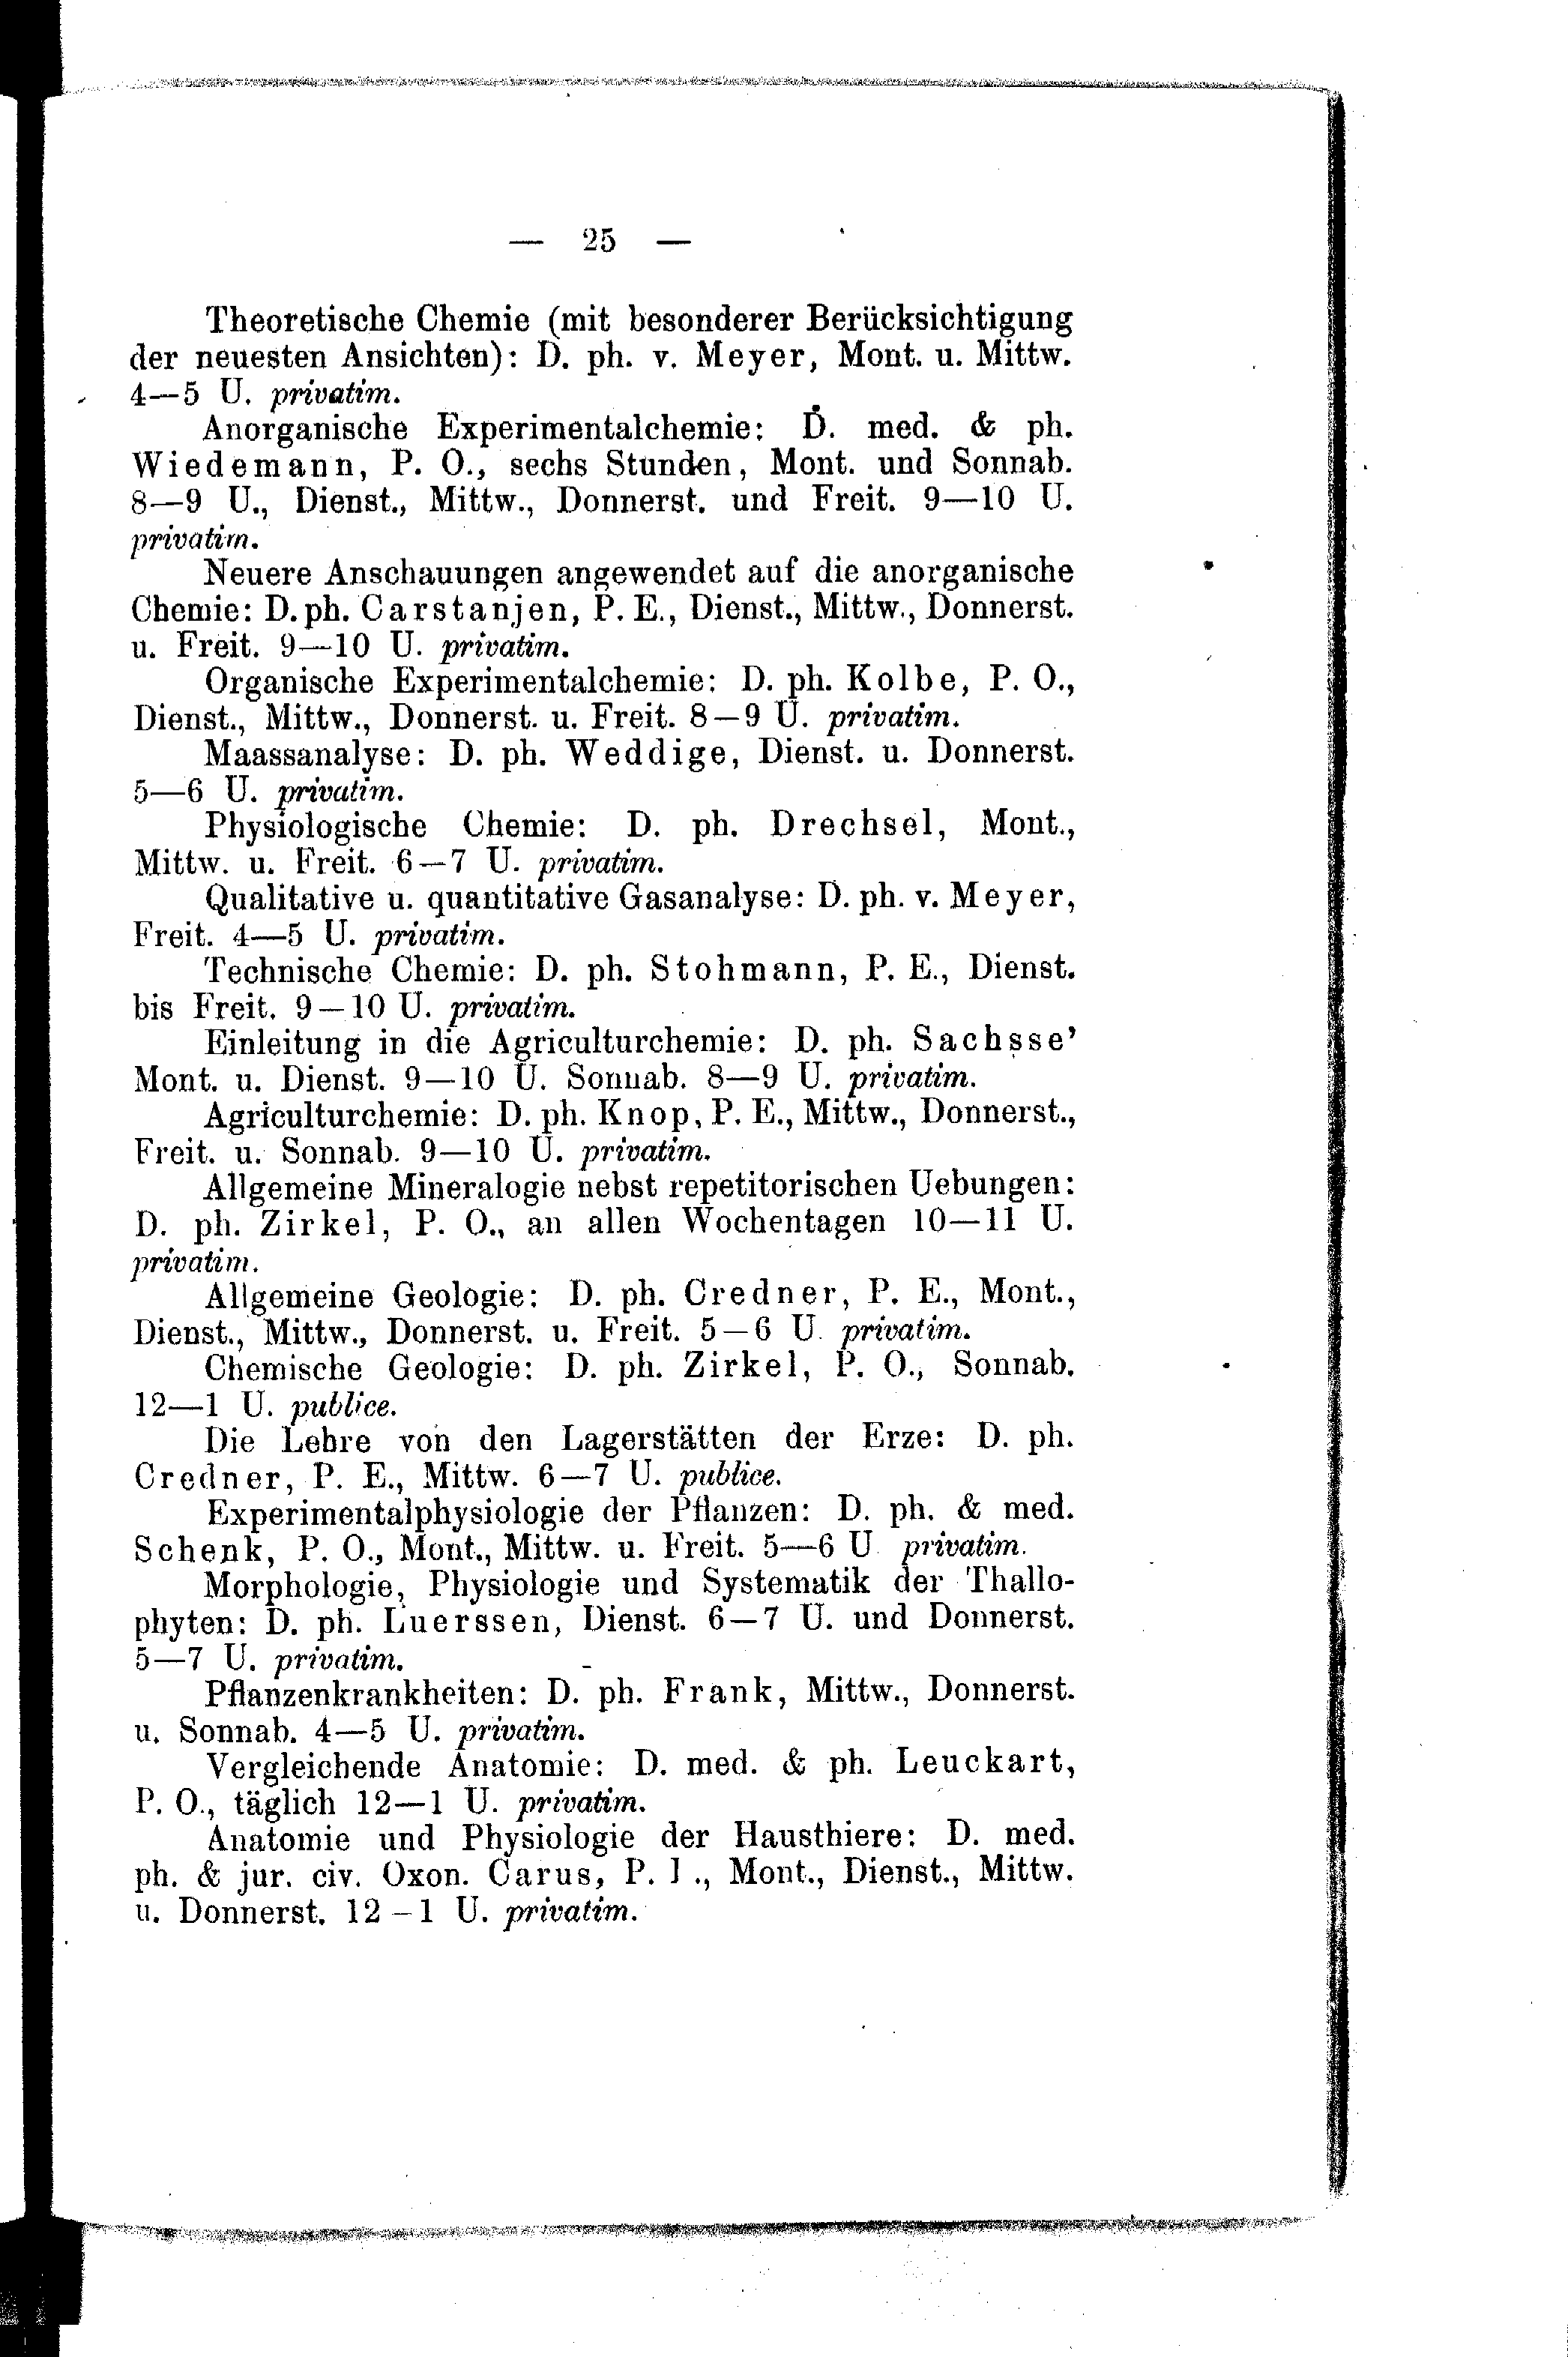 — 25 —
Theoretische Chemie (mit besonderer Berücksichtigung
der neuesten Ansichten): D. ph. v. Meyer, Mont. u. Mittw.
4—5 U. privatim.
Anorganische Experimentalchemie: D. med. & ph.
Wiedemann, P. O., sechs Stunden, Mont. und Sonnab.
8—9 U., Dienst., Mittw., Donnerst. und Freit. 9—10 U.
privatim.
Neuere Anschauungen angewendet auf die anorganische
Chemie: D. ph. Carstanjen, P. E., Dienst., Mittw., Donnerst.
u. Freit. 9—10 U. privatim.
Organische Experimentalchemie: D. ph. Kolbe, P. O.,
Dienst., Mittw., Donnerst. u. Freit. 8—9 U. privatim.
Maassanalyse: D. ph. Weddige, Dienst. u. Donnerst.
5—6 U. privatim.
Physiologische Chemie: D. ph. Drechsel, Mont.,
Mittw. u. Freit. 6—7 U. privatim.
Qualitative u. quantitative Gasanalyse: D. ph. v. Meyer,
Freit. 4—5 U. privatim.
Technische Chemie: D. ph. Stohmann, P. E., Dienst.
bis Freit. 9—10 U. privatim.
Einleitung in die Agriculturchemie: D. ph. Sachsse’
Mont. u. Dienst. 9—10 U. Sonnab. 8—9 U. privatim.
Agriculturchemie: D. ph. Knop, P. E., Mittw., Donnerst.,
Freit. u. Sonnab. 9—10 U. privatim.
Allgemeine Mineralogie nebst repetitorischen Uebungen:
D. ph. Zirkel, P. O., an allen Wochentagen 10—11 U.
privatim.
Allgemeine Geologie: D. ph. Credner, P. E., Mont.,
Dienst., Mittw., Donnerst. u. Freit. 5—6 U. privatim.
Chemische Geologie: D. ph. Zirkel, P. O., Sonnab.
12—1 U. publice.
Die Lehre von den Lagerstätten der Erze: D. ph.
Credner, P. E., Mittw. 6—7 U. publice.
Experimentalphysiologie der Pflanzen: D. ph. & med.
Schenk, P. O., Mont., Mittw. u. Freit. 5—6 U privatim.
Morphologie, Physiologie und Systematik der Thallo-
phyten: D. ph. Luerssen, Dienst. 6—7 U. und Donnerst.
5—7 U. privatim.
Pflanzenkrankheiten: D. ph. Frank, Mittw., Donnerst.
u. Sonnab. 4—5 U. privatim.
Vergleichende Anatomie: D. med. & ph. Leuckart,
P. O., täglich 12—1 U. privatim.
Anatomie und Physiologie der Hausthiere: D. med.
ph. & jur. civ. Oxon. Carus, P. , Mont., Dienst., Mittw.
u. Donnerst. 12–1 U. privatim.